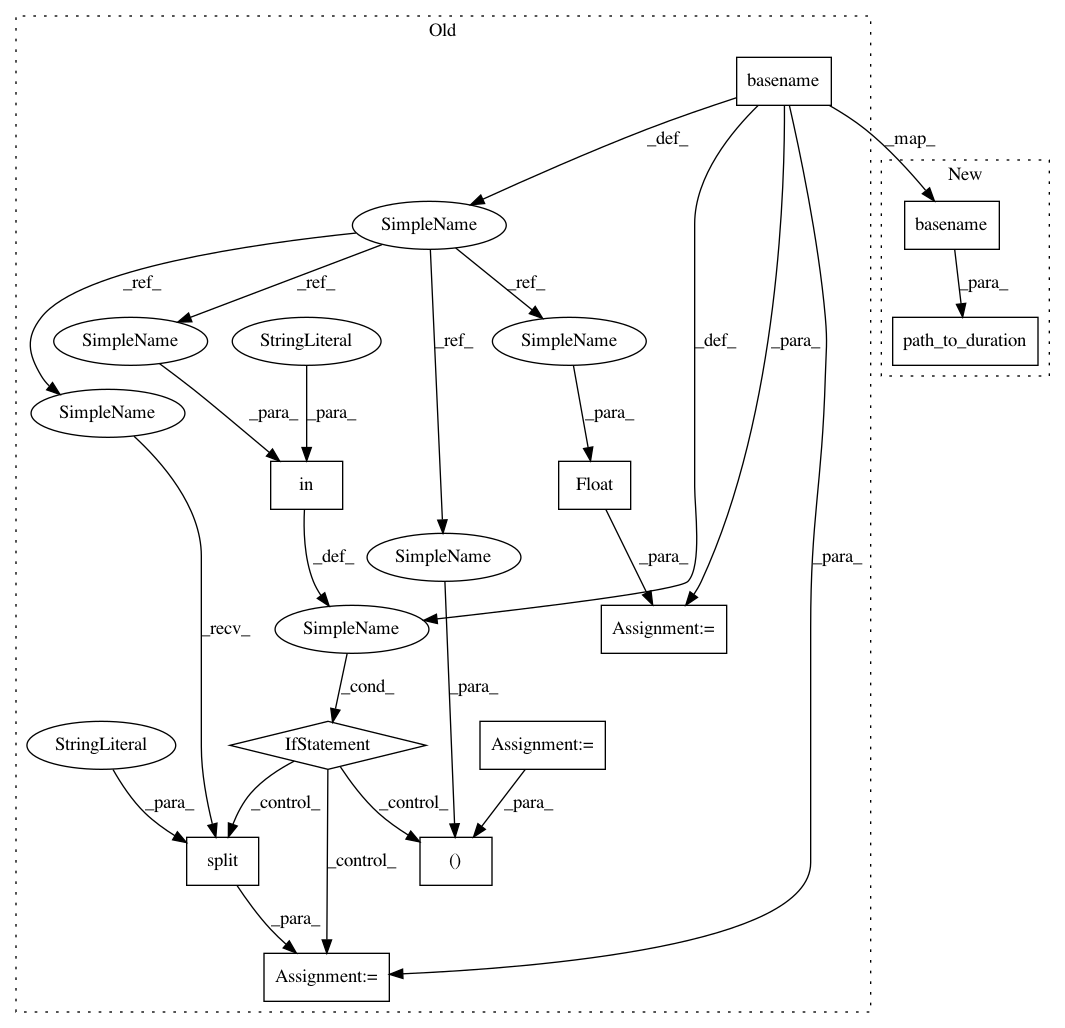 Old
basename
_def_
_map_
New
SimpleName
basename
_ref_
_ref_
_ref_
_para_
SimpleName
StringLiteral
_ref_
SimpleName
_def_
_para_
path_to_duration
SimpleName
_para_
_para_
_para_
in
Float
_def_
SimpleName
_para_
_para_
_recv_
SimpleName
Assignment:=
_cond_
_para_
StringLiteral
IfStatement
Assignment:=
_para_
_control_
_control_
_para_
split
_control_
()
_para_
Assignment:=